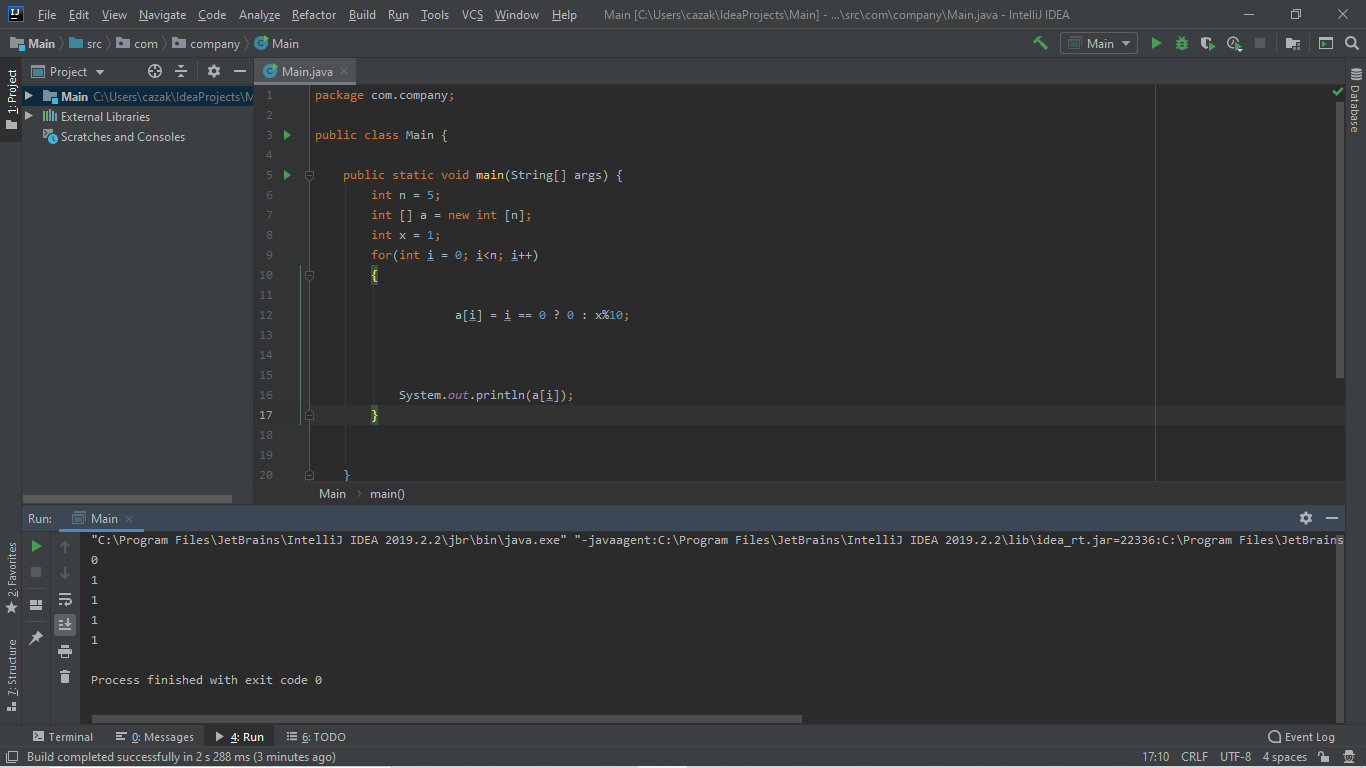 File Edit View Navigate Code Analyze Refactor Build Run Tools VCS Window Help Main [C:\Users\cazak\IdeaProjects\Main] - ...\src\com\company\Main.java - IntelliJ IDEA
Main src com company Main Main
1: Project
Project
Main.java
Main C:\Users\cazak\IdeaProjects\M
External Libraries
Scratches and Consoles
Database
1 package com.company;
2
3 public class Main {
4
5 public static void main(String[] args) {
6 int n = 5;
7 int [] a = new int [n];
8 int x = 1;
9 for(int i = 0; i<n; i++)
10 {
11
12 a[i] = i == 0 ? 0 : x%10;
13
14
15
16 System.out.println(a[i]);
17 }
18
19
20 }
Main main()
Run: Main
"C:\Program Files\JetBrains\IntelliJ IDEA 2019.2.2\jbr\bin\java.exe" "-javaagent:C:\Program Files\JetBrains\IntelliJ IDEA 2019.2.2\lib\idea_rt.jar=22336:C:\Program Files\JetBrains
0
1
1
1
1
Process finished with exit code 0
2: Favorites
7: Structure
Terminal 0: Messages 4: Run 6: TODO Event Log
Build completed successfully in 2 s 288 ms (3 minutes ago) 17:10 CRLF UTF-8 4 spaces